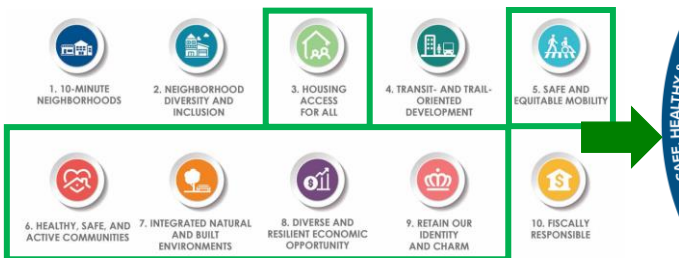 1. 10-MINUTE
NEIGHBORHOODS
2. NEIGHBORHOOD
DIVERSITY AND
INCLUSION
3. HOUSING
ACCESS
FOR ALL
4. TRANSIT- AND TRAIL-
ORIENTED
DEVELOPMENT
5. SAFE AND
EQUITABLE MOBILITY
6. HEALTHY, SAFE, AND
ACTIVE COMMUNITIES
7. INTEGRATED NATURAL
AND BUILT
ENVIRONMENTS
8. DIVERSE AND
RESILIENT ECONOMIC
OPPORTUNITY
9. RETAIN OUR
IDENTITY
AND CHARM
10. FISCALLY
RESPONSIBLE
SAFE, HEALTHY &